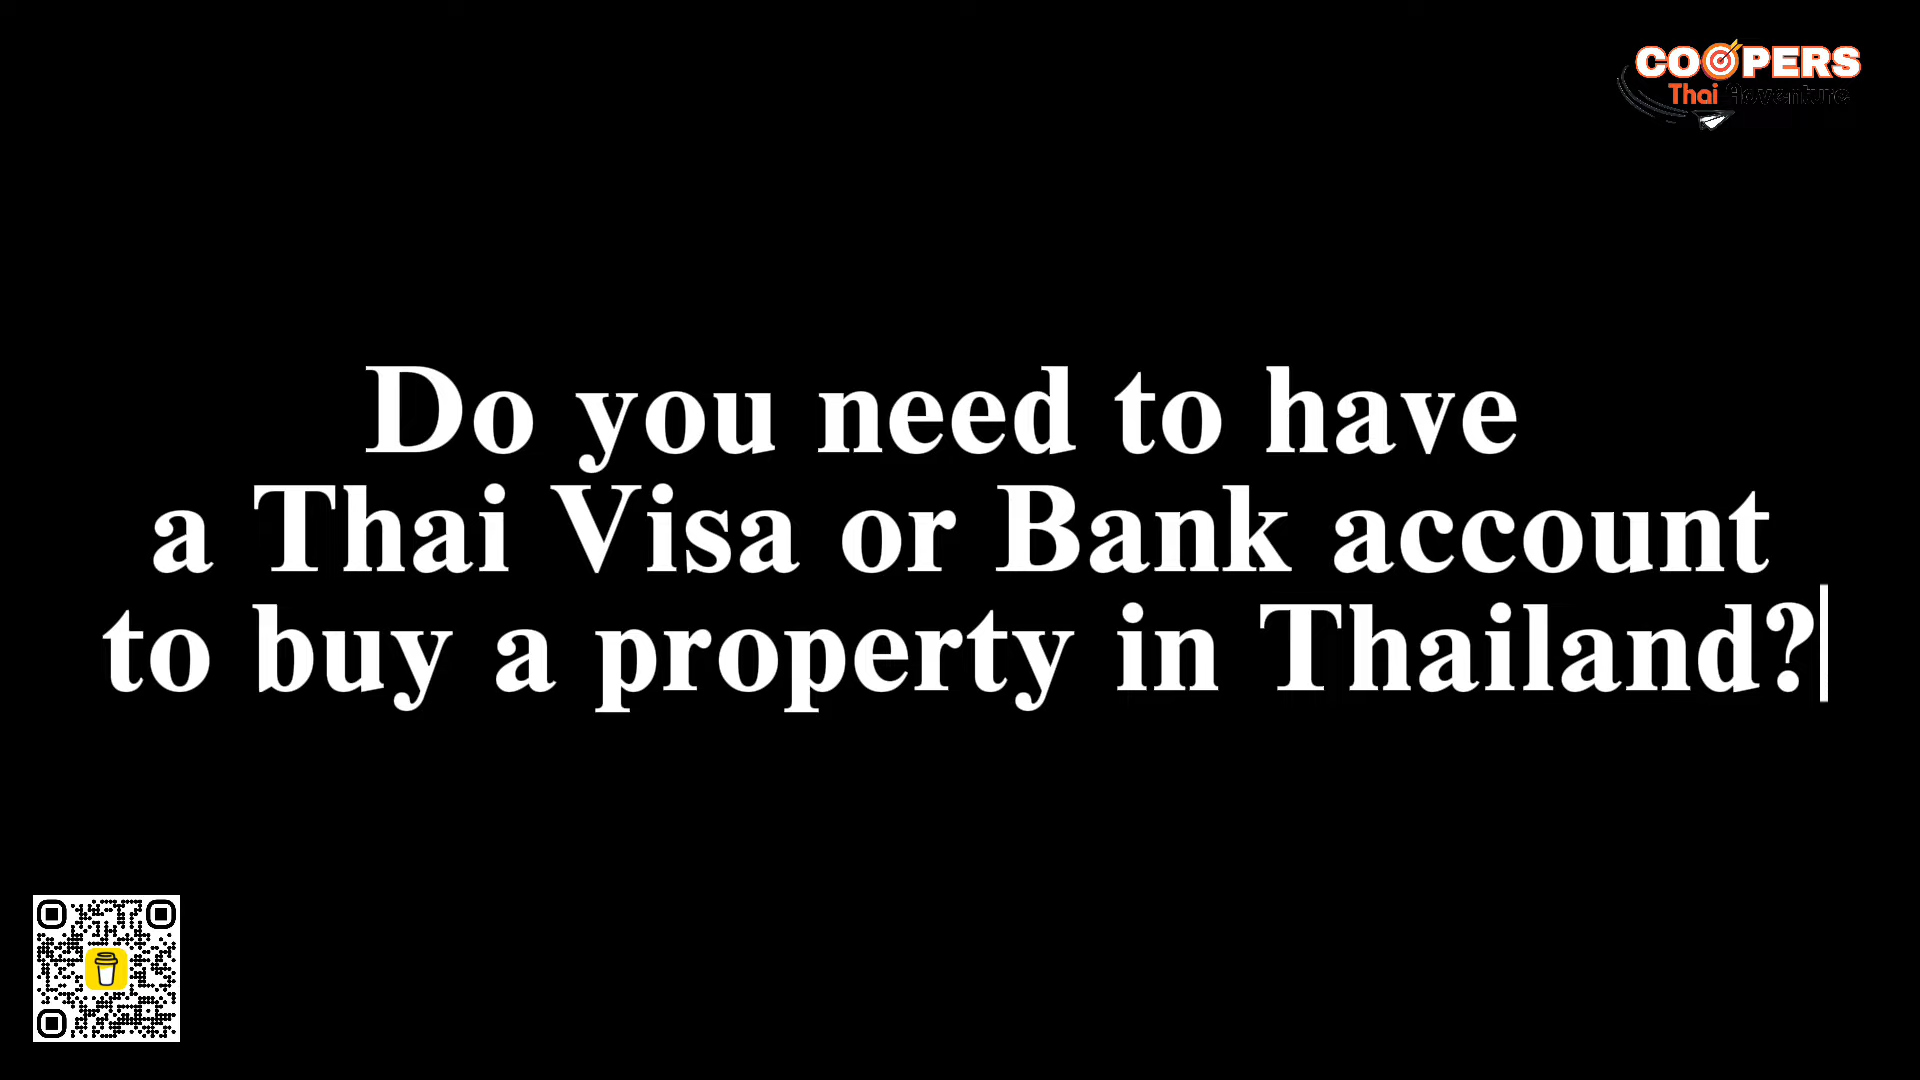 COOPERS
Thai Adventure
Do you need to have
a Thai Visa or Bank account
to buy a property in Thailand?